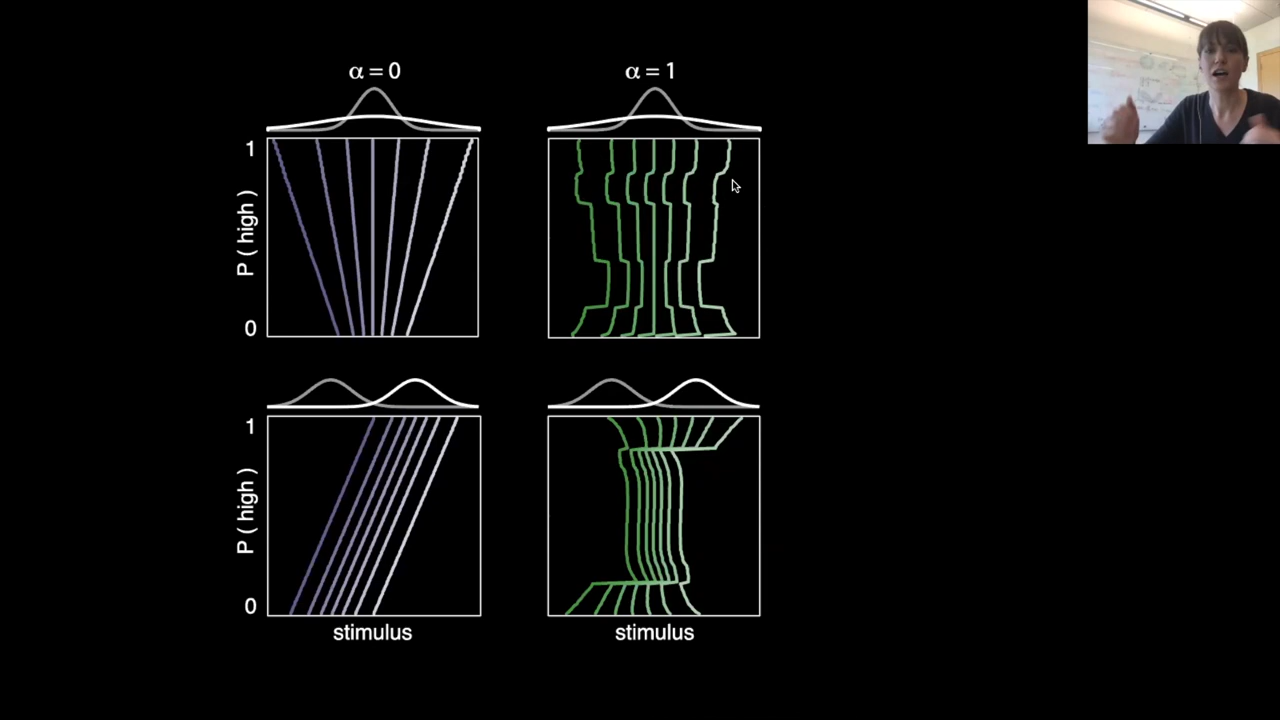 α = 0
α = 1
1
P ( high )
0
1
P ( high )
0
stimulus
stimulus